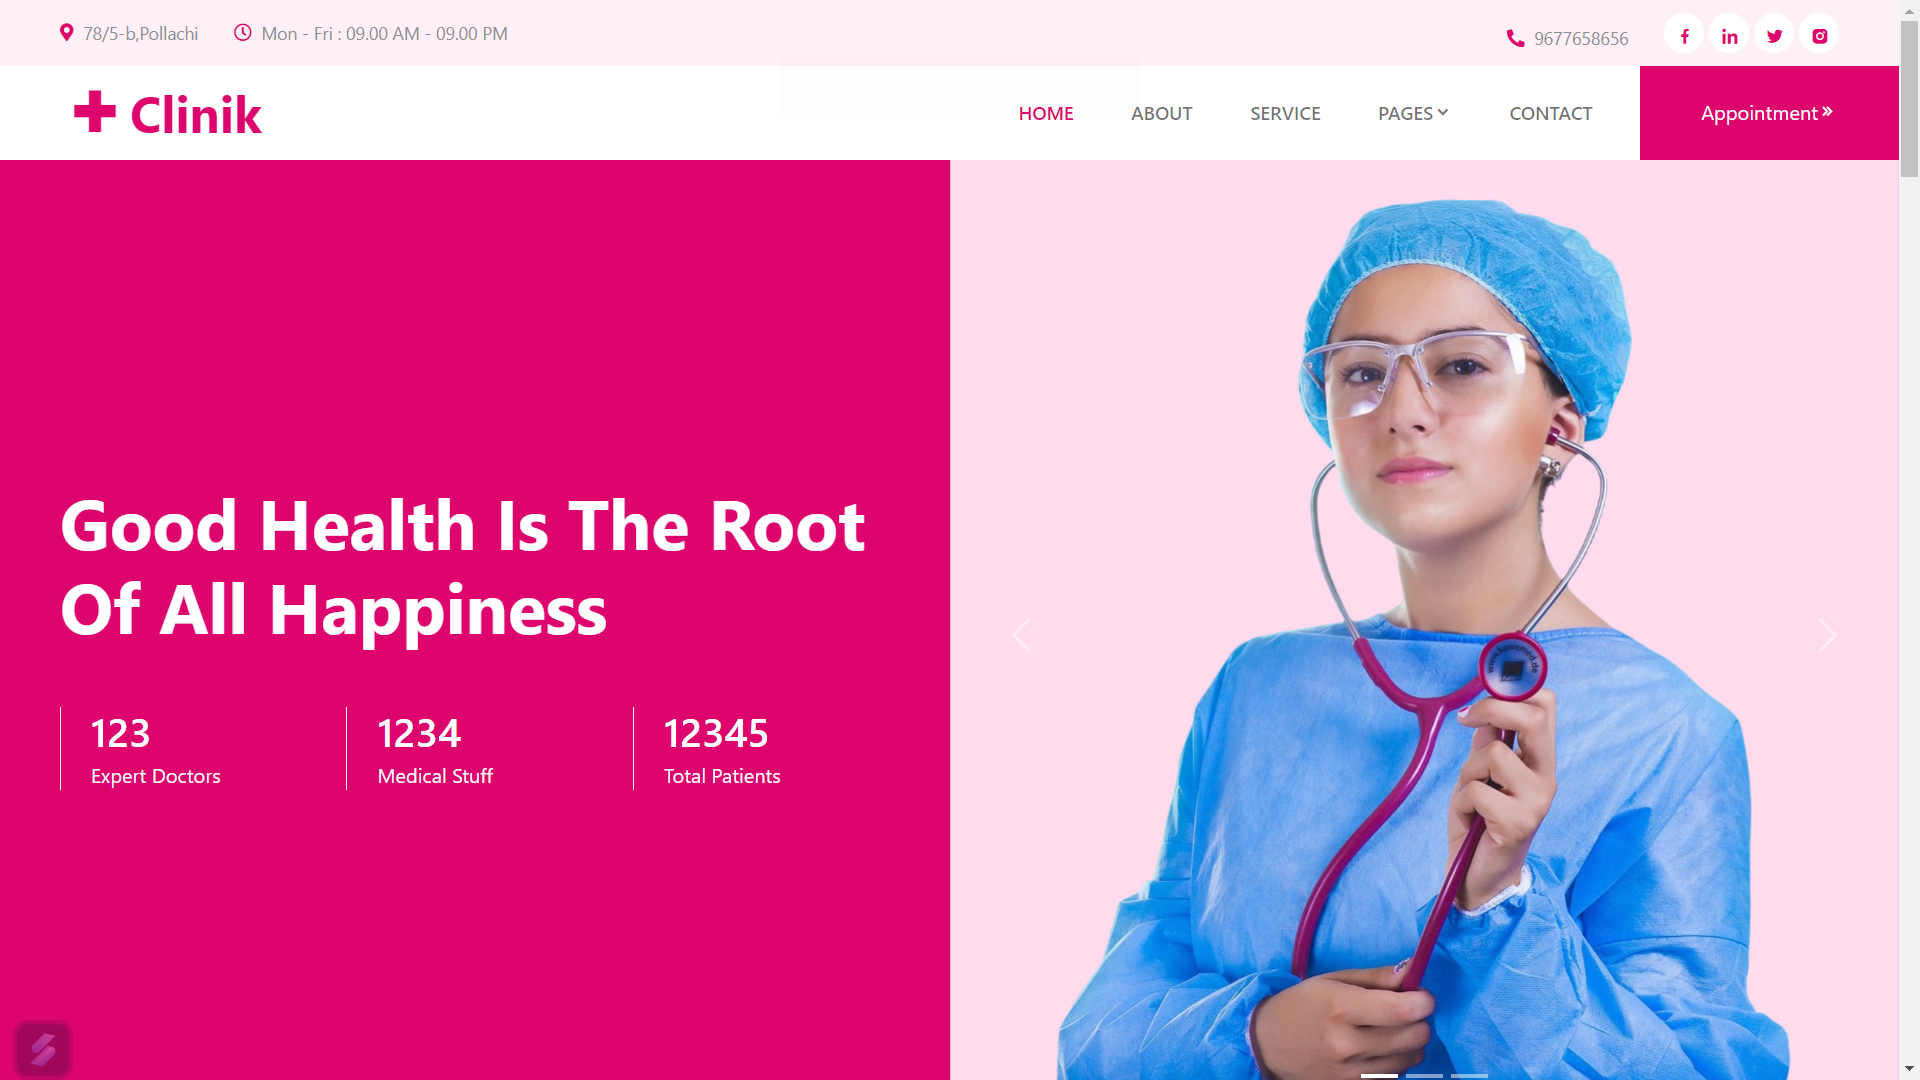 78/5-b,Pollachi
Mon - Fri : 09.00 AM - 09.00 PM
9677658656
Clinik
HOME
ABOUT
SERVICE
PAGES
CONTACT
Appointment
Good Health Is The Root
Of All Happiness
123
1234
12345
Expert Doctors
Medical Stuff
Total Patients